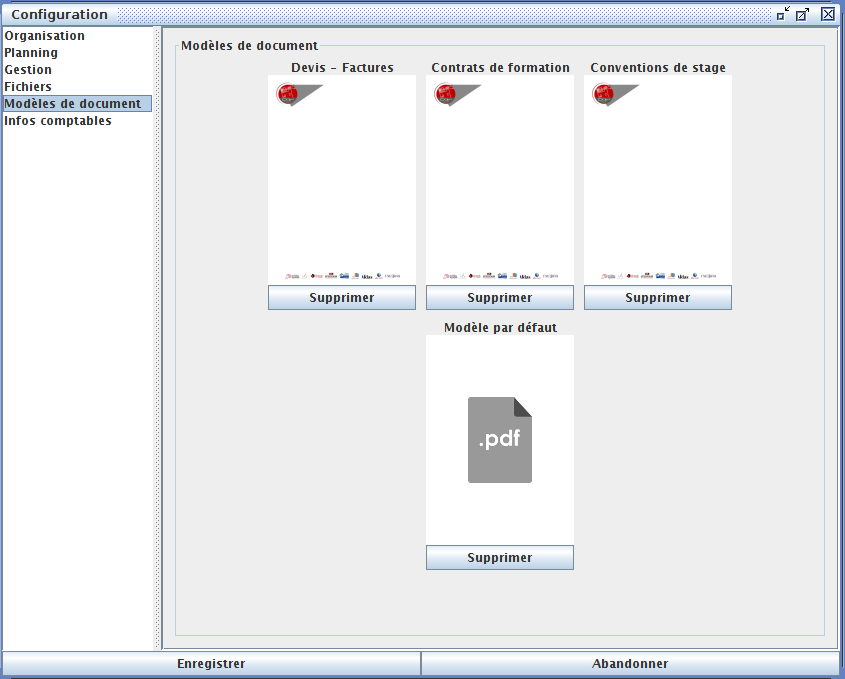 Configuration
Organisation
Planning
Gestion
Fichiers
Modèles de document
Infos comptables
Modèles de document
Devis - Factures
Contrats de formation
Conventions de stage
Supprimer
Supprimer
Supprimer
Modèle par défaut
.pdf
Supprimer
Enregistrer
Abandonner